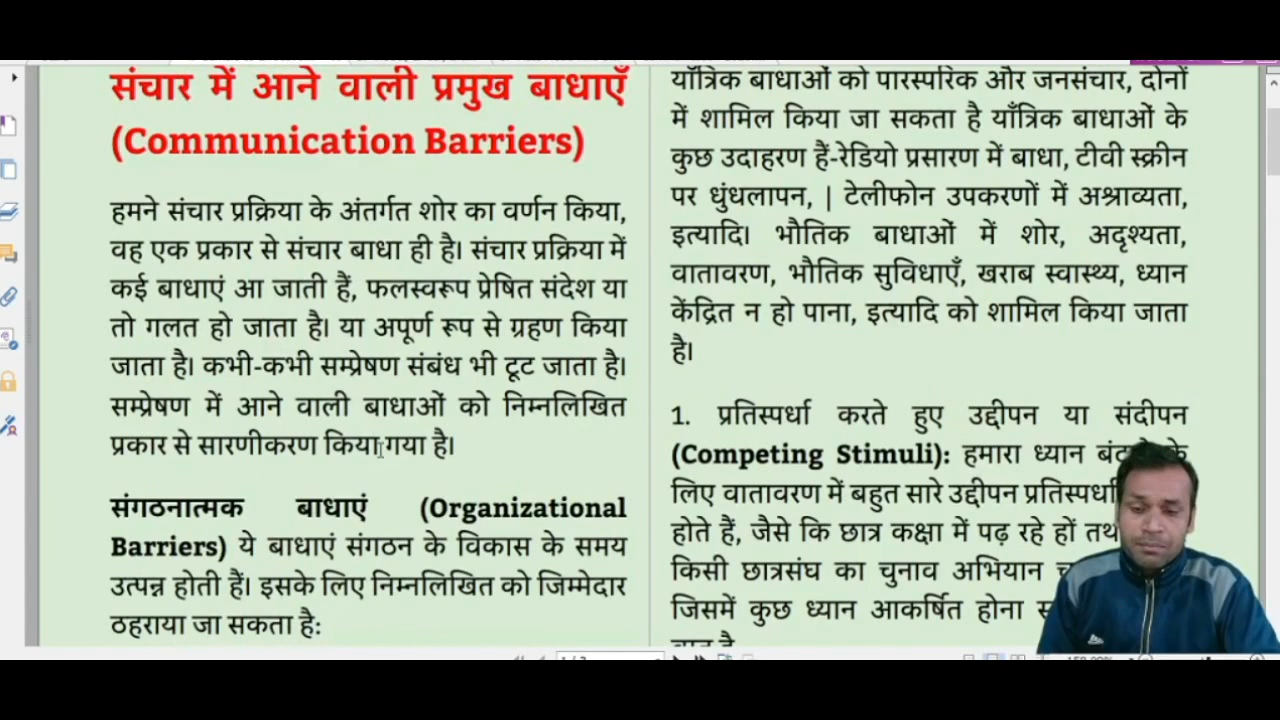 संचार में आने वाली प्रमुख बाधाएँ
(Communication Barriers)
हमने संचार प्रक्रिया के अंतर्गत शोर का वर्णन किया,
वह एक प्रकार से संचार बाधा ही है। संचार प्रक्रिया में
कई बाधाएं आ जाती हैं, फलस्वरूप प्रेषित संदेश या
तो गलत हो जाता है। या अपूर्ण रूप से ग्रहण किया
जाता है। कभी-कभी सम्प्रेषण संबंध भी टूट जाता है।
सम्प्रेषण में आने वाली बाधाओं को निम्नलिखित
प्रकार से सारणीकरण किया गया है।
संगठनात्मक बाधाएं (Organizational
Barriers) ये बाधाएं संगठन के विकास के समय
उत्पन्न होती हैं। इसके लिए निम्नलिखित को जिम्मेदार
ठहराया जा सकता है:
याँत्रिक बाधाओं को पारस्परिक और जनसंचार, दोनों
में शामिल किया जा सकता है याँत्रिक बाधाओं के
कुछ उदाहरण हैं-रेडियो प्रसारण में बाधा, टीवी स्क्रीन
पर धुंधलापन, | टेलीफोन उपकरणों में अश्राव्यता,
इत्यादि। भौतिक बाधाओं में शोर, अदृश्यता,
वातावरण, भौतिक सुविधाएँ, खराब स्वास्थ्य, ध्यान
केंद्रित न हो पाना, इत्यादि को शामिल किया जाता
है।
1. प्रतिस्पर्धा करते हुए उद्दीपन या संदीपन
(Competing Stimuli): हमारा ध्यान के
लिए वातावरण में बहुत सारे उद्दीपन
होते हैं, जैसे कि छात्र कक्षा में पढ़ रहे हों
किसी छात्रसंघ का चुनाव अभियान
जिसमें कुछ ध्यान आकर्षित होना